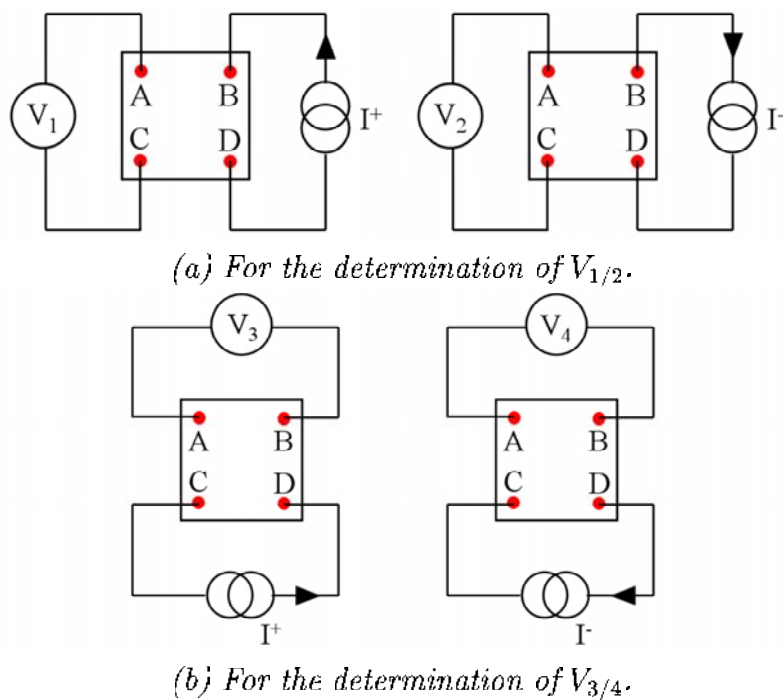 V1 A B I+ V2 A B I-
C D C D
(a) For the determination of V1/2.
V3 V4
A B A B
C D C D
I+ I-
(b) For the determination of V3/4.